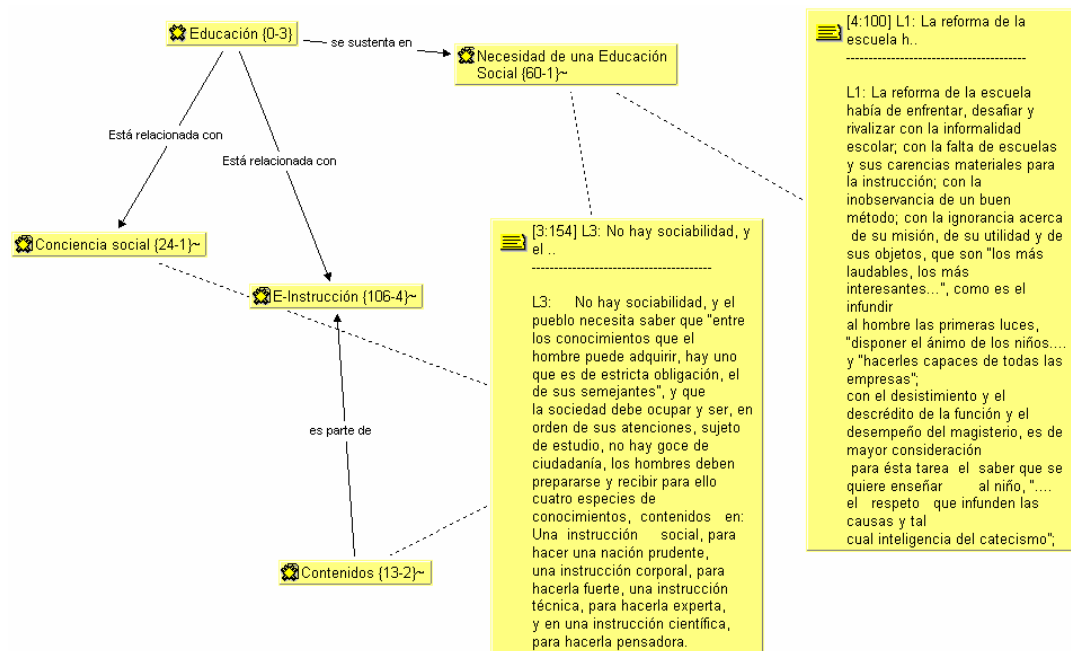 Educación {0-3}
se sustenta en
Necesidad de una Educación
Social {60-1}~
Está relacionada con
Está relacionada con
Conciencia social {24-1}~
E-Instrucción {106-4}~
es parte de
Contenidos {13-2}~
[3:154] L3: No hay sociabilidad, y
el ..
----------------------------------------
L3: No hay sociabilidad, y el
pueblo necesita saber que "entre
los conocimientos que el
hombre puede adquirir, hay uno
que es de estricta obligación, el
de sus semejantes", y que
la sociedad debe ocupar y ser, en
orden de sus atenciones, sujeto
de estudio, no hay goce de
ciudadanía, los hombres deben
prepararse y recibir para ello
cuatro especies de
conocimientos, contenidos en:
Una instrucción social, para
hacer una nación prudente,
una instrucción corporal, para
hacerla fuerte, una instrucción
técnica, para hacerla experta,
y en una instrucción científica,
para hacerla pensadora.
[4:100] L1: La reforma de la
escuela h..
----------------------------------------
L1: La reforma de la escuela
había de enfrentar, desafiar y
rivalizar con la informalidad
escolar; con la falta de escuelas
y sus carencias materiales para
la instrucción; con la
inobservancia de un buen
método; con la ignorancia acerca
de su misión, de su utilidad y de
sus objetos, que son "los más
laudables, los más
interesantes...", como es el
infundir
al hombre las primeras luces,
"disponer el ánimo de los niños....
y "hacerles capaces de todas las
empresas";
con el desistimiento y el
descrédito de la función y el
desempeño del magisterio, es de
mayor consideración
para ésta tarea el saber que se
quiere enseñar al niño, "....
el respeto que infunden las
causas y tal
cual inteligencia del catecismo";